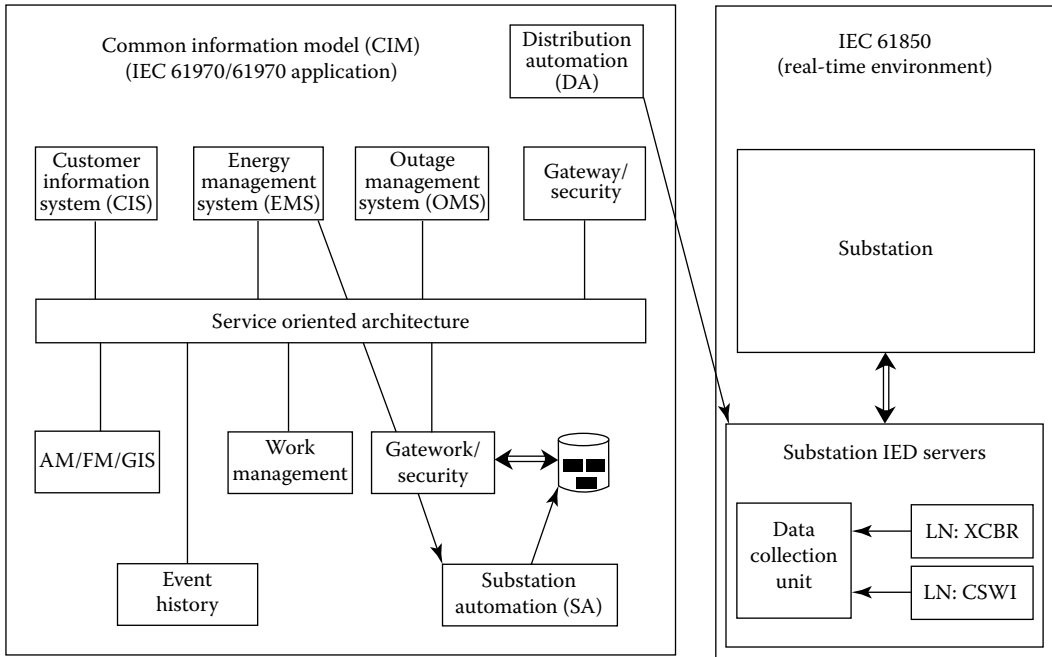 Common information model (CIM)
(IEC 61970/61970 application)
Distribution
automation
(DA)
IEC 61850
(real-time environment)
Customer
information
system (CIS)
Energy
management
system (EMS)
Outage
management
system (OMS)
Gateway/
security
Substation
Service oriented architecture
AM/FM/GIS
Work
management
Gatework/
security
Substation IED servers
Data
collection
unit
LN: XCBR
LN: CSWI
Event
history
Substation
automation (SA)